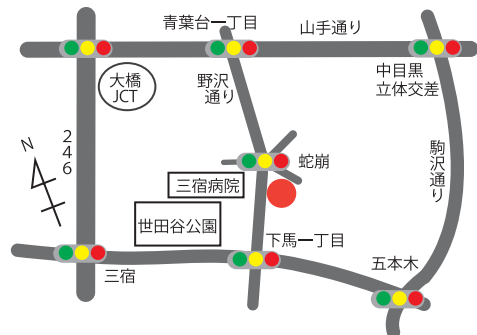 青葉台一丁目
山手通り
大橋
JCT
野沢
通り
中目黒
立体交差
246
N
駒沢通り
蛇崩
三宿病院
世田谷公園
下馬一丁目
三宿
五本木